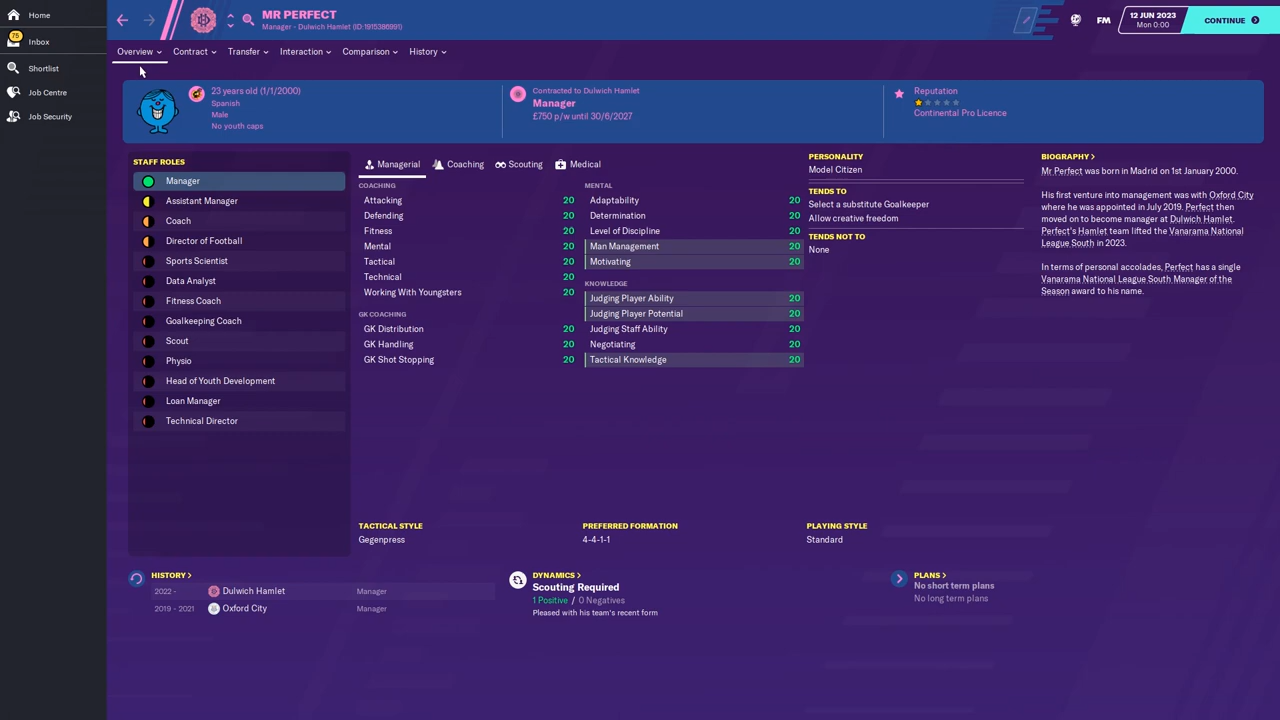 Home
75
Inbox
Shortlist
Job Centre
Job Security
MR PERFECT
Manager - Dulwich Hamlet (ID:1915386991)
FM
12 JUN 2023
Mon 0:00
CONTINUE
Overview
Contract
Transfer
Interaction
Comparison
History
23 years old (1/1/2000)
Spanish
Male
No youth caps
Contracted to Dulwich Hamlet
Manager
£750 p/w until 30/6/2027
Reputation
Continental Pro Licence
STAFF ROLES
Manager
Assistant Manager
Coach
Director of Football
Sports Scientist
Data Analyst
Fitness Coach
Goalkeeping Coach
Scout
Physio
Head of Youth Development
Loan Manager
Technical Director
Managerial
Coaching
Scouting
Medical
COACHING
Attacking 20
Defending 20
Fitness 20
Mental 20
Tactical 20
Technical 20
Working With Youngsters 20
GK COACHING
GK Distribution 20
GK Handling 20
GK Shot Stopping 20
MENTAL
Adaptability 20
Determination 20
Level of Discipline 20
Man Management 20
Motivating 20
KNOWLEDGE
Judging Player Ability 20
Judging Player Potential 20
Judging Staff Ability 20
Negotiating 20
Tactical Knowledge 20
PERSONALITY
Model Citizen
TENDS TO
Select a substitute Goalkeeper
Allow creative freedom
TENDS NOT TO
None
BIOGRAPHY >
Mr Perfect was born in Madrid on 1st January 2000.
His first venture into management was with Oxford City
where he was appointed in July 2019. Perfect then
moved on to become manager at Dulwich Hamlet.
Perfect's Hamlet team lifted the Vanarama National
League South in 2023.
In terms of personal accolades, Perfect has a single
Vanarama National League South Manager of the
Season award to his name.
TACTICAL STYLE
Gegenpress
PREFERRED FORMATION
4-4-1-1
PLAYING STYLE
Standard
HISTORY >
2022 - Dulwich Hamlet Manager
2019 - 2021 Oxford City Manager
DYNAMICS >
Scouting Required
1 Positive / 0 Negatives
Pleased with his team's recent form
PLANS >
No short term plans
No long term plans